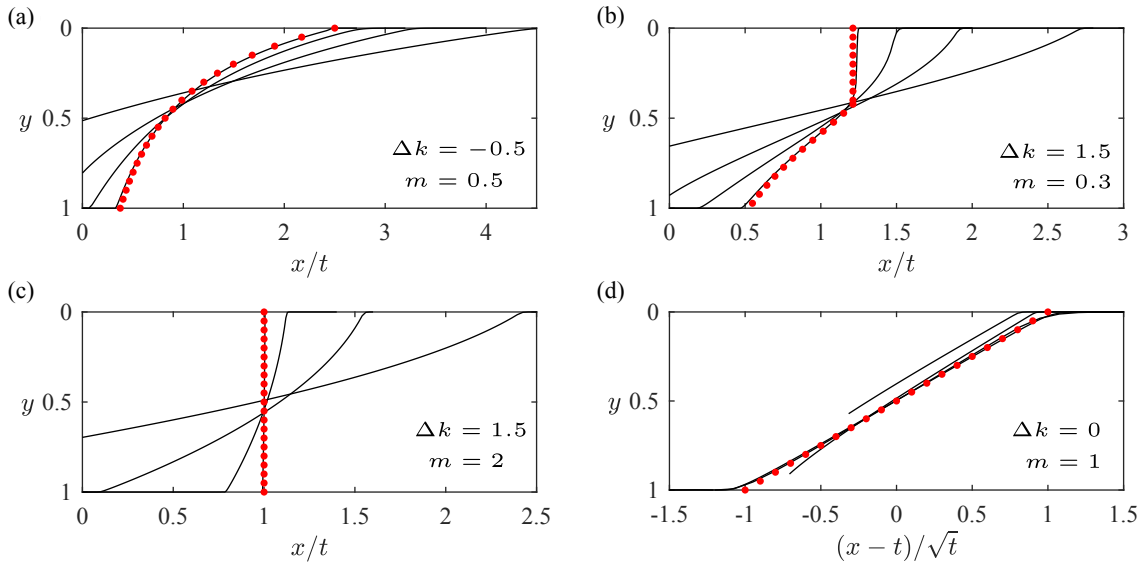 (a)
0
y 0.5
1
Δk = −0.5
m = 0.5
0 1 2 3 4
x/t
(b)
0
y 0.5
1
Δk = 1.5
m = 0.3
0 0.5 1 1.5 2 2.5 3
x/t
(c)
0
y 0.5
1
Δk = 1.5
m = 2
0 0.5 1 1.5 2 2.5
x/t
(d)
0
y 0.5
1
Δk = 0
m = 1
-1.5 -1 -0.5 0 0.5 1 1.5
(x − t)/√t